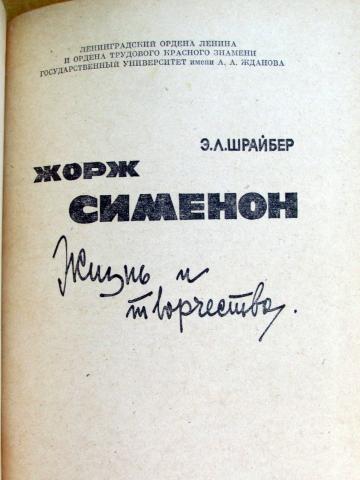 ЛЕНИНГРАДСКИЙ ОРДЕНА ЛЕНИНА
И ОРДЕНА ТРУДОВОГО КРАСНОГО ЗНАМЕНИ
ГОСУДАРСТВЕННЫЙ УНИВЕРСИТЕТ имени А. А. ЖДАНОВА
Э.Л.ШРАЙБЕР
ЖОРЖ
СИМЕНОН
Жизнь и
творчество.